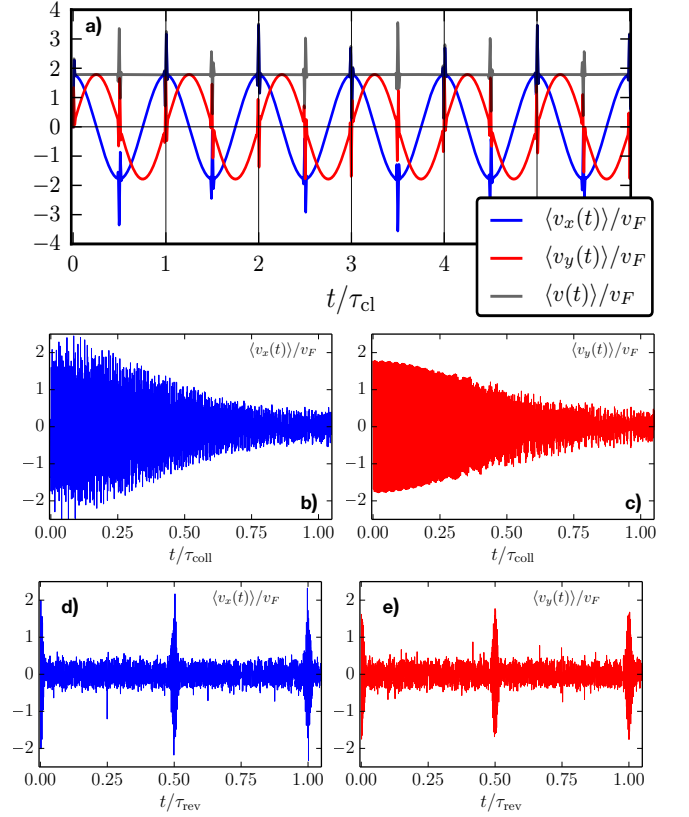 a)
4
3
2
1
0
−1
−2
−3
−4
0 1 2 3 4
t/τcl
⟨vx(t)⟩/vF
⟨vy(t)⟩/vF
⟨v(t)⟩/vF
⟨vx(t)⟩/vF
2
1
0
−1
−2
b)
0.00 0.25 0.50 0.75 1.00
t/τcoll
⟨vy(t)⟩/vF
2
1
0
−1
−2
c)
0.00 0.25 0.50 0.75 1.00
t/τcoll
d)
⟨vx(t)⟩/vF
2
1
0
−1
−2
0.00 0.25 0.50 0.75 1.00
t/τrev
e)
⟨vy(t)⟩/vF
2
1
0
−1
−2
0.00 0.25 0.50 0.75 1.00
t/τrev